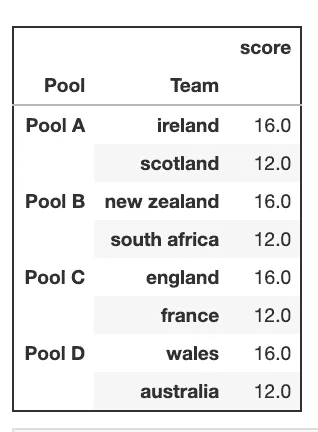 score
Pool Team
Pool A ireland 16.0
scotland 12.0
Pool B new zealand 16.0
south africa 12.0
Pool C england 16.0
france 12.0
Pool D wales 16.0
australia 12.0